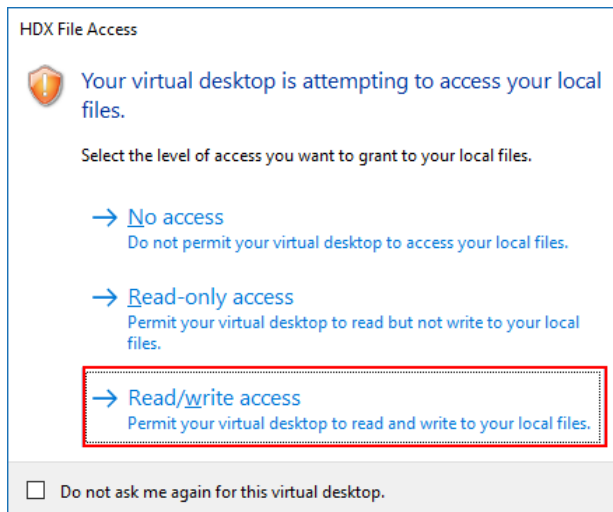 HDX File Access
Your virtual desktop is attempting to access your local
files.
Select the level of access you want to grant to your local files.
No access
Do not permit your virtual desktop to access your local files.
Read-only access
Permit your virtual desktop to read but not write to your local
files.
Read/write access
Permit your virtual desktop to read and write to your local files.
Do not ask me again for this virtual desktop.